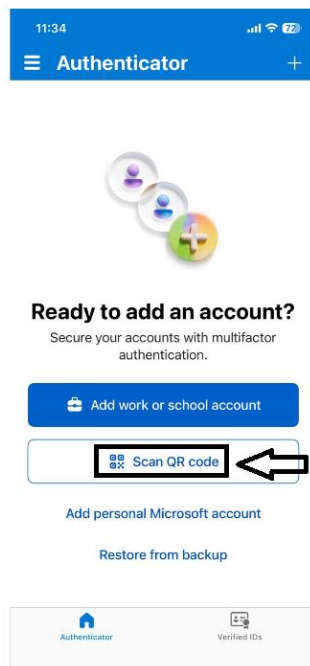 11:34
72
Authenticator
Ready to add an account?
Secure your accounts with multifactor
authentication.
Add work or school account
Scan QR code
Add personal Microsoft account
Restore from backup
Authenticator
Verified IDs